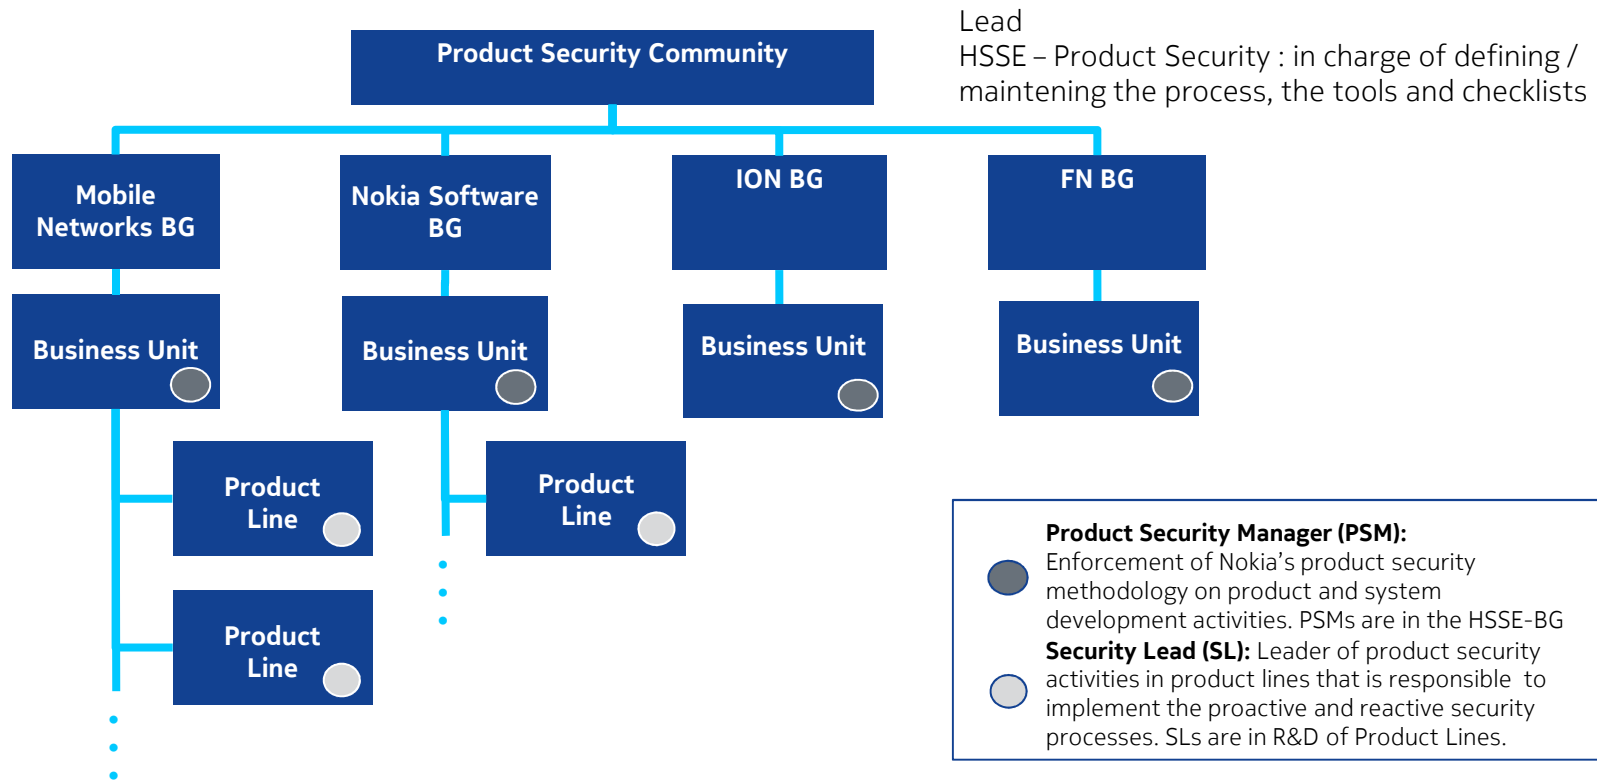 Lead
HSSE – Product Security : in charge of defining /
maintening the process, the tools and checklists
Product Security Community
Mobile
Networks BG
Nokia Software
BG
ION BG
FN BG
Business Unit
Business Unit
Business Unit
Business Unit
Product
Line
Product
Line
Product
Line
Product Security Manager (PSM):
Enforcement of Nokia’s product security
methodology on product and system
development activities. PSMs are in the HSSE-BG
Security Lead (SL): Leader of product security
activities in product lines that is responsible to
implement the proactive and reactive security
processes. SLs are in R&D of Product Lines.